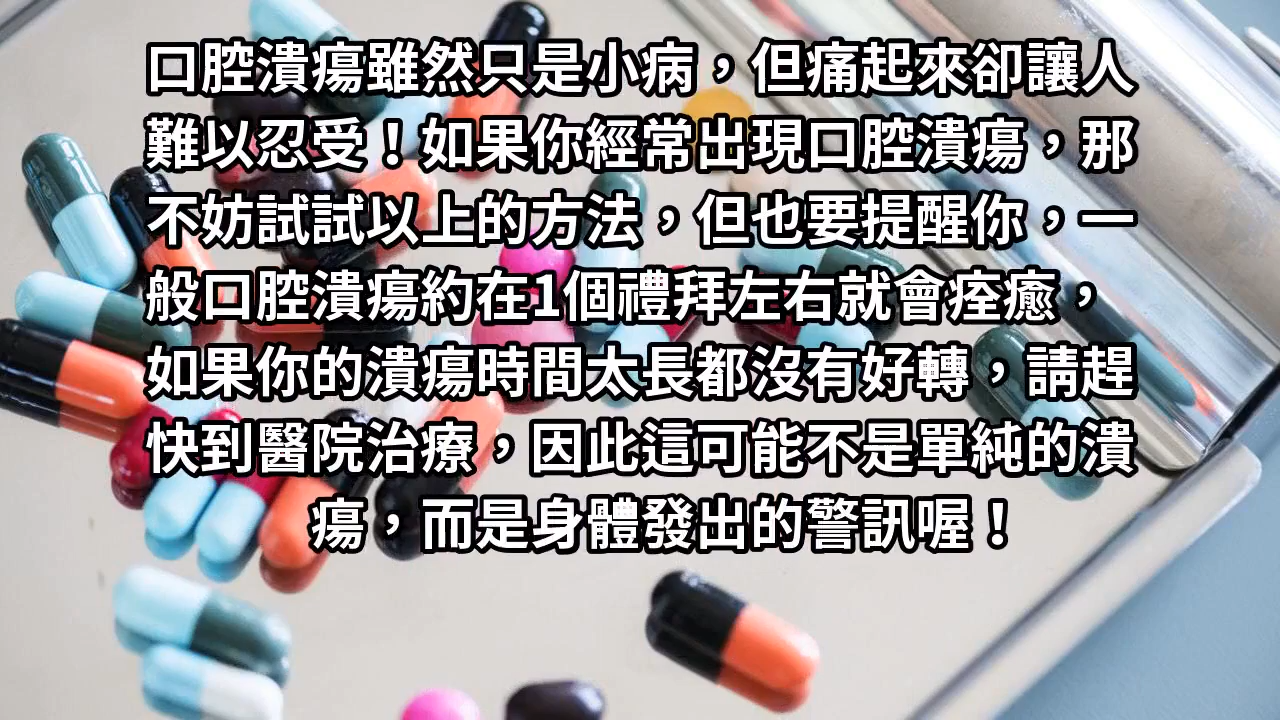 口腔潰瘍雖然只是小病，但痛起來卻讓人
難以忍受！如果你經常出現口腔潰瘍，那
不妨試試以上的方法，但也要提醒你，一
般口腔潰瘍約在1個禮拜左右就會痊癒，
如果你的潰瘍時間太長都沒有好轉，請趕
快到醫院治療，因此這可能不是單純的潰
瘍，而是身體發出的警訊喔！